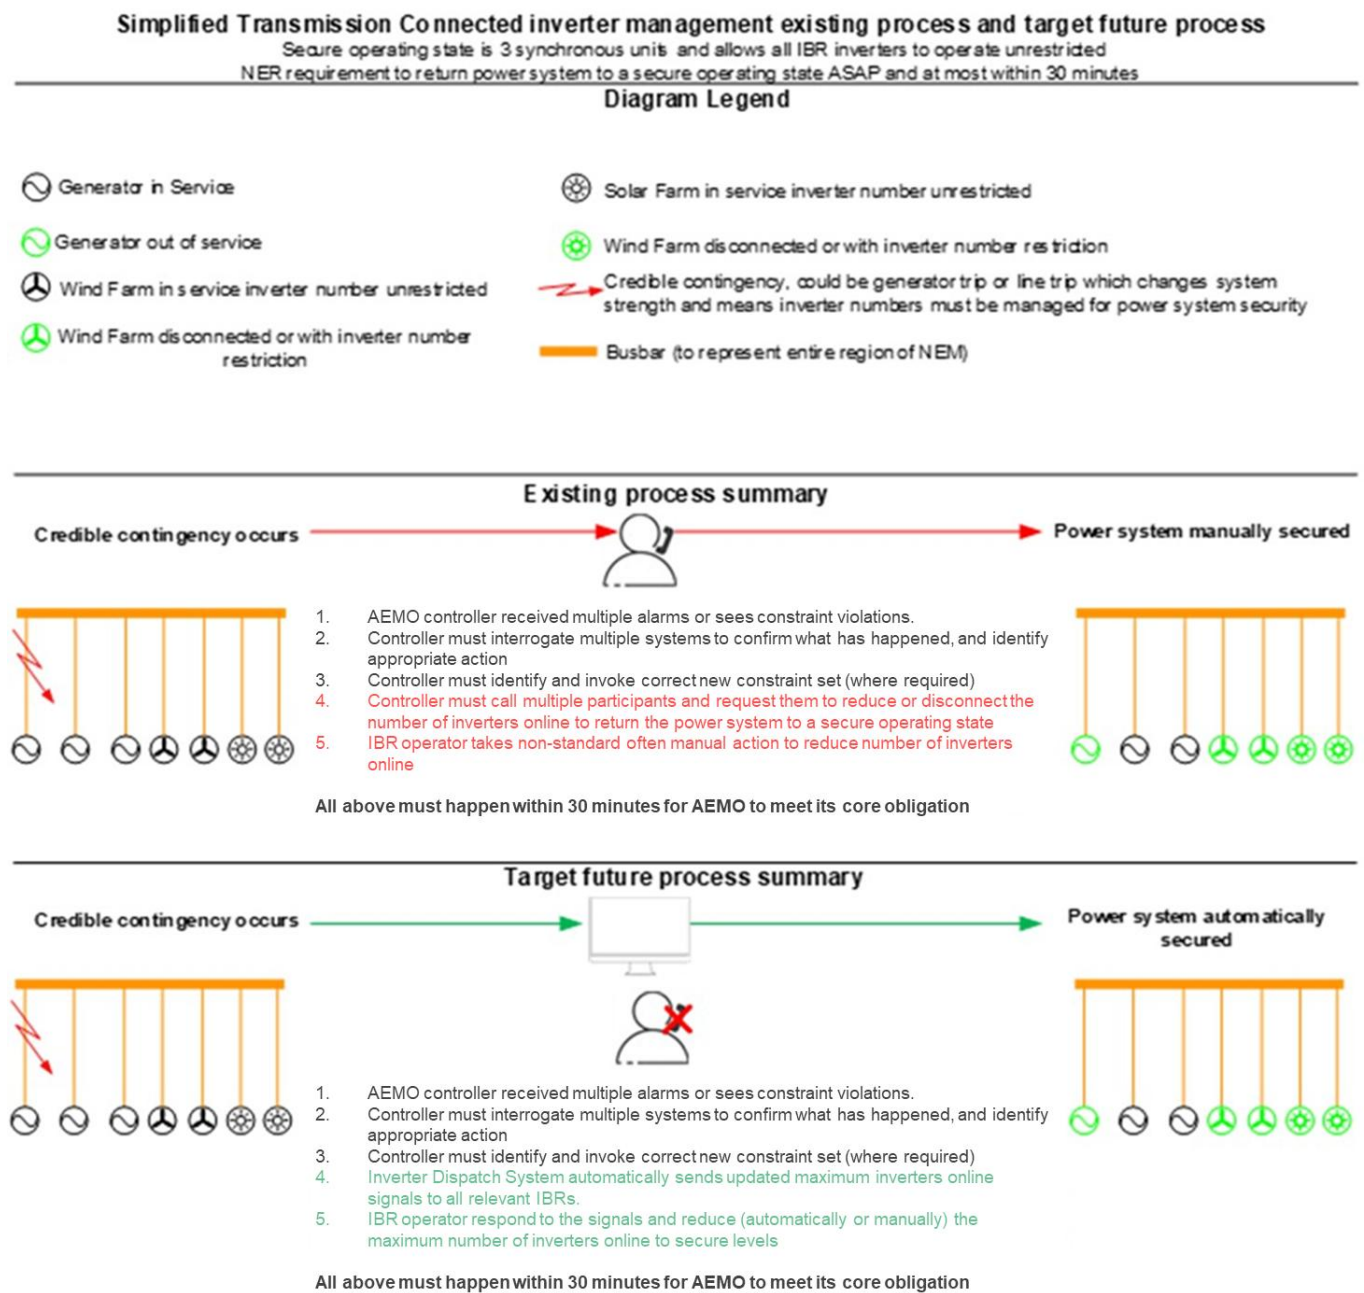 Simplified Transmission Connected inverter management existing process and target future process
Secure operating state is 3 synchronous units and allows all IBR inverters to operate unrestricted
NER requirement to return power system to a secure operating state ASAP and at most within 30 minutes
Diagram Legend
Generator in Service
Solar Farm in service inverter number unrestricted
Generator out of service
Wind Farm disconnected or with inverter number restriction
Wind Farm in service inverter number unrestricted
Credible contingency, could be generator trip or line trip which changes system
strength and means inverter numbers must be managed for power system security
Wind Farm disconnected or with inverter number
restriction
Busbar (to represent entire region of NEM)
Existing process summary
Credible contingency occurs
Power system manually secured
1. AEMO controller received multiple alarms or sees constraint violations.
2. Controller must interrogate multiple systems to confirm what has happened, and identify
appropriate action
3. Controller must identify and invoke correct new constraint set (where required)
4. Controller must call multiple participants and request them to reduce or disconnect the
number of inverters online to return the power system to a secure operating state
5. IBR operator takes non-standard often manual action to reduce number of inverters
online
All above must happen within 30 minutes for AEMO to meet its core obligation
Target future process summary
Credible contingency occurs
Power system automatically
secured
1. AEMO controller received multiple alarms or sees constraint violations.
2. Controller must interrogate multiple systems to confirm what has happened, and identify
appropriate action
3. Controller must identify and invoke correct new constraint set (where required)
4. Inverter Dispatch System automatically sends updated maximum inverters online
signals to all relevant IBRs.
5. IBR operator respond to the signals and reduce (automatically or manually) the
maximum number of inverters online to secure levels
All above must happen within 30 minutes for AEMO to meet its core obligation